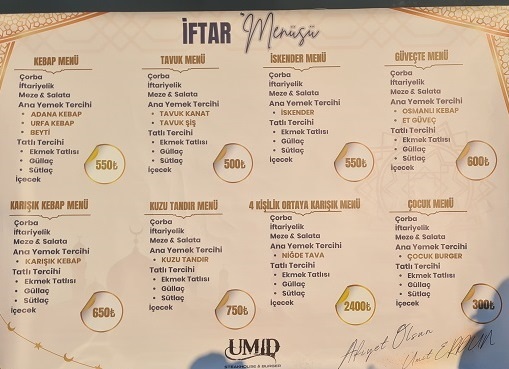 İFTAR Menüsü
KEBAP MENÜ
Çorba
İftariyelik
Meze & Salata
Ana Yemek Tercihi
• ADANA KEBAP
• URFA KEBAP
• BEYTİ
Tatlı Tercihi
• Ekmek Tatlısı
• Güllaç
• Sütlaç
İçecek
550₺
TAVUK MENÜ
Çorba
İftariyelik
Meze & Salata
Ana Yemek Tercihi
• TAVUK KANAT
• TAVUK ŞİŞ
Tatlı Tercihi
• Ekmek Tatlısı
• Güllaç
• Sütlaç
İçecek
500₺
İSKENDER MENÜ
Çorba
İftariyelik
Meze & Salata
Ana Yemek Tercihi
• İSKENDER
Tatlı Tercihi
• Ekmek Tatlısı
• Güllaç
• Sütlaç
İçecek
550₺
GÜVEÇTE MENÜ
Çorba
İftariyelik
Meze & Salata
Ana Yemek Tercihi
• OSMANLI KEBAP
• ET GÜVEÇ
Tatlı Tercihi
• Ekmek Tatlısı
• Güllaç
• Sütlaç
İçecek
600₺
KARIŞIK KEBAP MENÜ
Çorba
İftariyelik
Meze & Salata
Ana Yemek Tercihi
• KARIŞIK KEBAP
Tatlı Tercihi
• Ekmek Tatlısı
• Güllaç
• Sütlaç
İçecek
650₺
KUZU TANDIR MENÜ
Çorba
İftariyelik
Meze & Salata
Ana Yemek Tercihi
• KUZU TANDIR
Tatlı Tercihi
• Ekmek Tatlısı
• Güllaç
• Sütlaç
İçecek
750₺
4 KİŞİLİK ORTAYA KARIŞIK MENÜ
Çorba
İftariyelik
Meze & Salata
Ana Yemek Tercihi
• NİĞDE TAVA
Tatlı Tercihi
• Ekmek Tatlısı
• Güllaç
• Sütlaç
İçecek
2400₺
ÇOCUK MENÜ
Çorba
İftariyelik
Meze & Salata
Ana Yemek Tercihi
• ÇOCUK BURGER
Tatlı Tercihi
• Ekmek Tatlısı
• Güllaç
• Sütlaç
İçecek
300₺
UMID
STEAKHOUSE & BURGER
Afiyet Olsun
Ümit